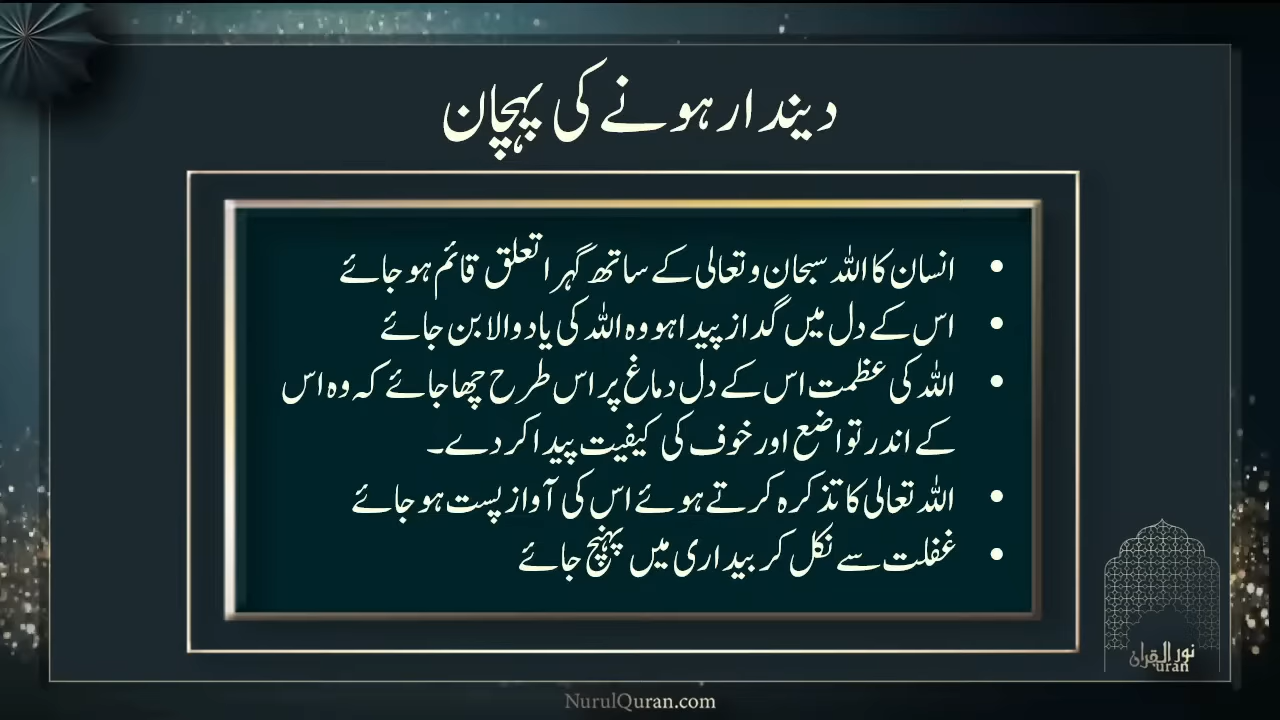 دیندار ہونے کی پہچان
• انسان کا اللہ سبحان و تعالی کے ساتھ گہرا تعلق قائم ہو جائے
• اس کے دل میں گداز پیدا ہو وہ اللہ کی یاد والا بن جائے
• اللہ کی عظمت اس کے دل دماغ پر اس طرح چھا جائے کہ وہ اس
کے اندر تواضع اور خوف کی کیفیت پیدا کر دے۔
• اللہ تعالی کا تذکرہ کرتے ہوئے اس کی آواز پست ہو جائے
• غفلت سے نکل کر بیداری میں پہنچ جائے
نور القرآن
uran
NurulQuran.com